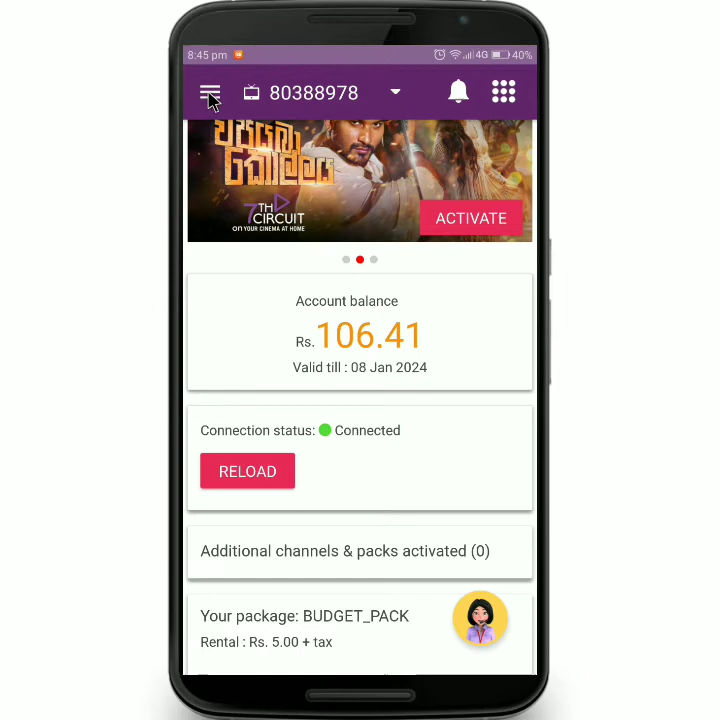 8:45 pm
4G 40%
80388978
විජයබා
කොල්ලය
7TH
CIRCUIT
ON YOUR CINEMA AT HOME
ACTIVATE
Account balance
Rs.106.41
Valid till : 08 Jan 2024
Connection status: Connected
RELOAD
Additional channels & packs activated (0)
Your package: BUDGET_PACK
Rental : Rs. 5.00 + tax